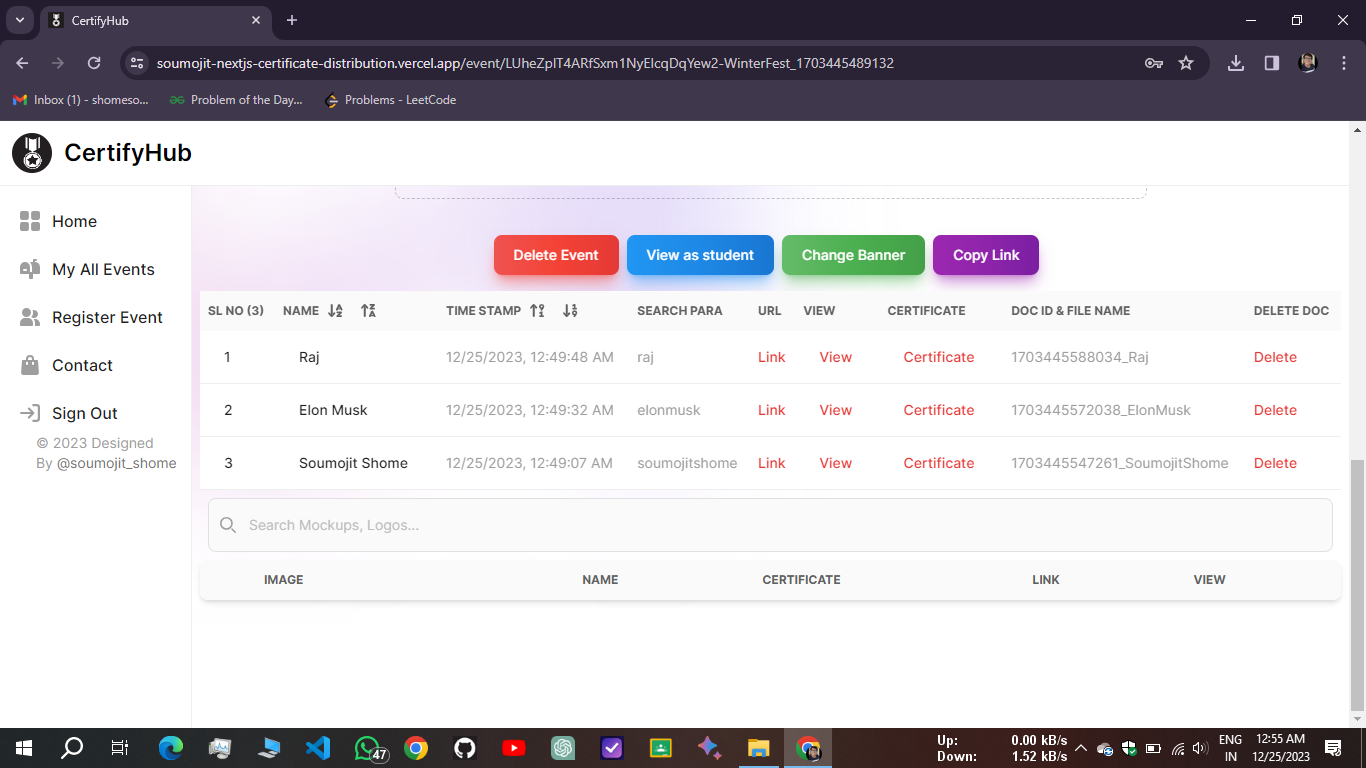 CertifyHub
soumojit-nextjs-certificate-distribution.vercel.app/event/LUheZplT4ARfSxm1NyElcqDqYew2-WinterFest_1703445489132
Inbox (1) - shomeso... Problem of the Day... Problems - LeetCode
CertifyHub
Home
My All Events
Register Event
Contact
Sign Out
© 2023 Designed
By @soumojit_shome
Delete Event View as student Change Banner Copy Link
SL NO (3) NAME TIME STAMP SEARCH PARA URL VIEW CERTIFICATE DOC ID & FILE NAME DELETE DOC
1 Raj 12/25/2023, 12:49:48 AM raj Link View Certificate 1703445588034_Raj Delete
2 Elon Musk 12/25/2023, 12:49:32 AM elonmusk Link View Certificate 1703445572038_ElonMusk Delete
3 Soumojit Shome 12/25/2023, 12:49:07 AM soumojitshome Link View Certificate 1703445547261_SoumojitShome Delete
Search Mockups, Logos...
IMAGE NAME CERTIFICATE LINK VIEW
47
Up: 0.00 kB/s
Down: 1.52 kB/s
ENG
IN
12:55 AM
12/25/2023